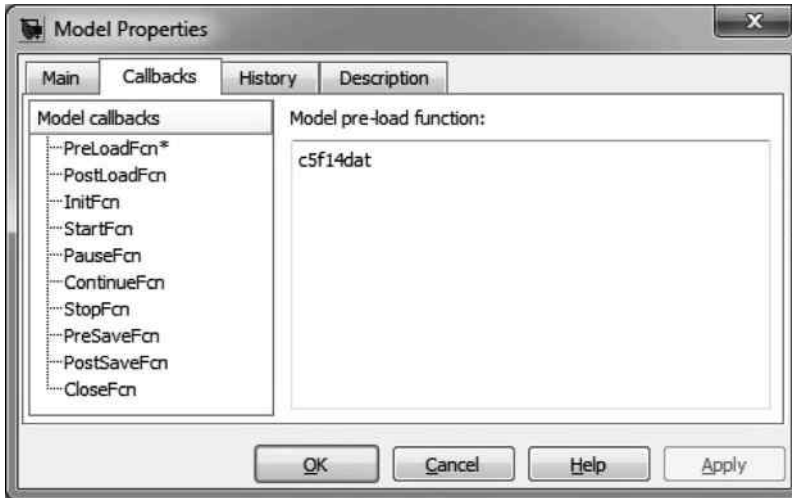 Model Properties
x
Main Callbacks History Description
Model callbacks
PreLoadFcn*
PostLoadFcn
InitFcn
StartFcn
PauseFcn
ContinueFcn
StopFcn
PreSaveFcn
PostSaveFcn
CloseFcn
Model pre-load function:
c5f14dat
OK Cancel Help Apply